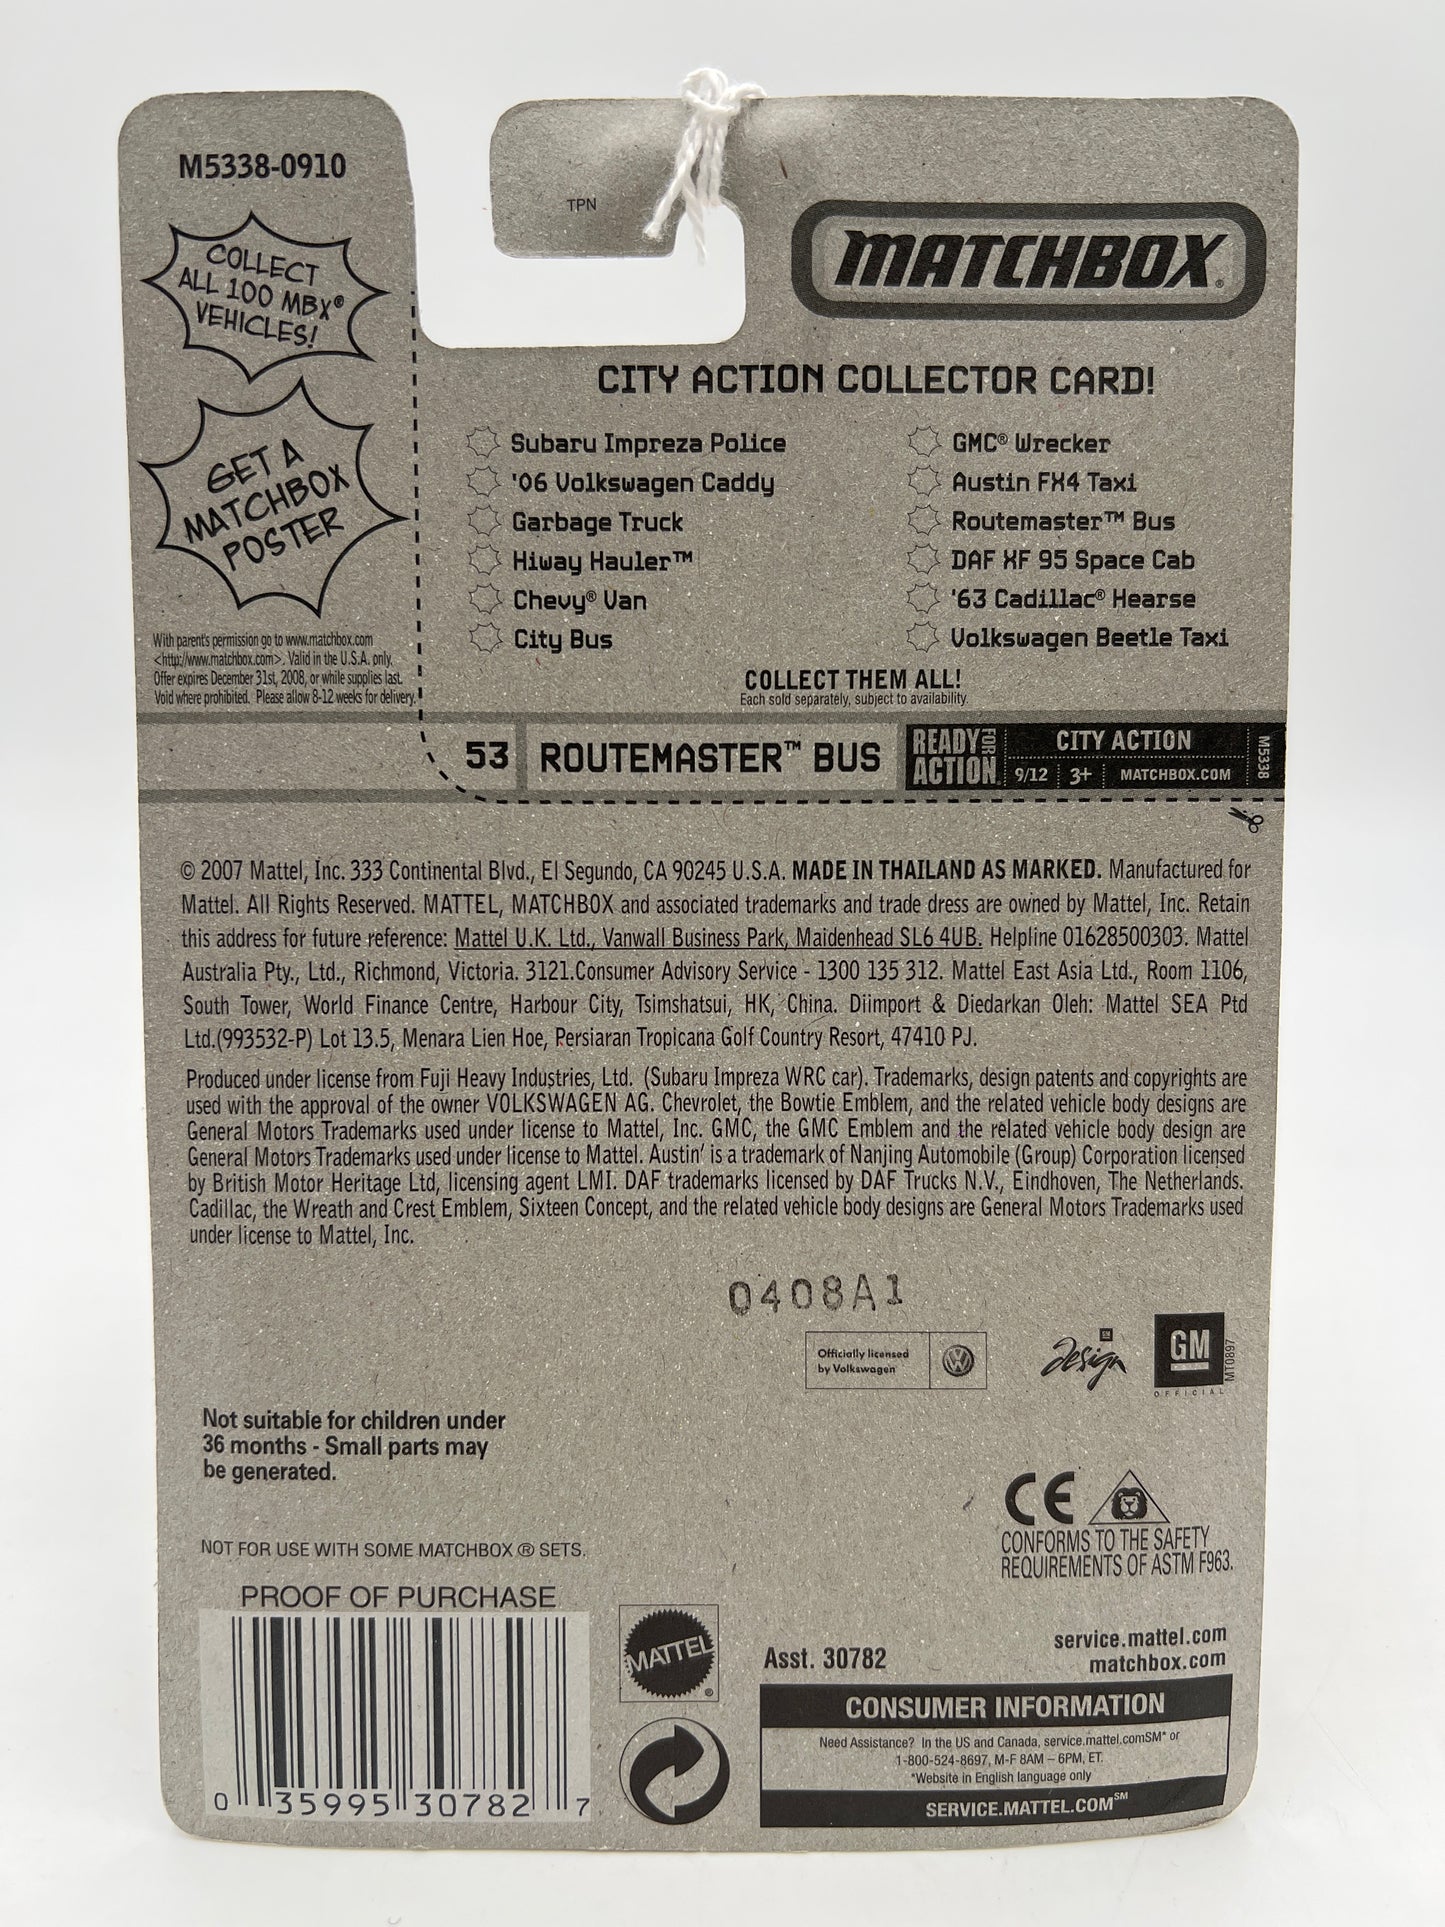 M5338-0910
TPN
COLLECT
ALL 100 MBX®
VEHICLES!
GET A
MATCHBOX
POSTER
With parent's permission go to www.matchbox.com
<http://www.matchbox.com>. Valid in the U.S.A. only.
Offer expires December 31st, 2008, or while supplies last.
Void where prohibited. Please allow 8-12 weeks for delivery.
MATCHBOX®
CITY ACTION COLLECTOR CARD!
Subaru Impreza Police
'06 Volkswagen Caddy
Garbage Truck
Hiway Hauler™
Chevy® Van
City Bus
GMC® Wrecker
Austin FX4 Taxi
Routemaster™ Bus
DAF XF 95 Space Cab
'63 Cadillac® Hearse
Volkswagen Beetle Taxi
COLLECT THEM ALL!
Each sold separately, subject to availability.
53 ROUTEMASTER™ BUS
READY FOR ACTION
CITY ACTION
9/12 3+ MATCHBOX.COM
M5338
© 2007 Mattel, Inc. 333 Continental Blvd., El Segundo, CA 90245 U.S.A. MADE IN THAILAND AS MARKED. Manufactured for
Mattel. All Rights Reserved. MATTEL, MATCHBOX and associated trademarks and trade dress are owned by Mattel, Inc. Retain
this address for future reference: Mattel U.K. Ltd., Vanwall Business Park, Maidenhead SL6 4UB. Helpline 01628500303. Mattel
Australia Pty., Ltd., Richmond, Victoria. 3121.Consumer Advisory Service - 1300 135 312. Mattel East Asia Ltd., Room 1106,
South Tower, World Finance Centre, Harbour City, Tsimshatsui, HK, China. Diimport & Diedarkan Oleh: Mattel SEA Ptd
Ltd.(993532-P) Lot 13.5, Menara Lien Hoe, Persiaran Tropicana Golf Country Resort, 47410 PJ.
Produced under license from Fuji Heavy Industries, Ltd. (Subaru Impreza WRC car). Trademarks, design patents and copyrights are
used with the approval of the owner VOLKSWAGEN AG. Chevrolet, the Bowtie Emblem, and the related vehicle body designs are
General Motors Trademarks used under license to Mattel, Inc. GMC, the GMC Emblem and the related vehicle body design are
General Motors Trademarks used under license to Mattel. Austin' is a trademark of Nanjing Automobile (Group) Corporation licensed
by British Motor Heritage Ltd, licensing agent LMI. DAF trademarks licensed by DAF Trucks N.V., Eindhoven, The Netherlands.
Cadillac, the Wreath and Crest Emblem, Sixteen Concept, and the related vehicle body designs are General Motors Trademarks used
under license to Mattel, Inc.
0408A1
Officially licensed
by Volkswagen
GM
Design
GM
OFFICIAL
MT0897
Not suitable for children under
36 months - Small parts may
be generated.
CE
CONFORMS TO THE SAFETY
REQUIREMENTS OF ASTM F963.
NOT FOR USE WITH SOME MATCHBOX ® SETS.
PROOF OF PURCHASE
0 35995 30782 7
MATTEL®
Asst. 30782
service.mattel.com
matchbox.com
CONSUMER INFORMATION
Need Assistance? In the US and Canada, service.mattel.comSM* or
1-800-524-8697, M-F 8AM – 6PM, ET.
*Website in English language only
SERVICE.MATTEL.COM℠